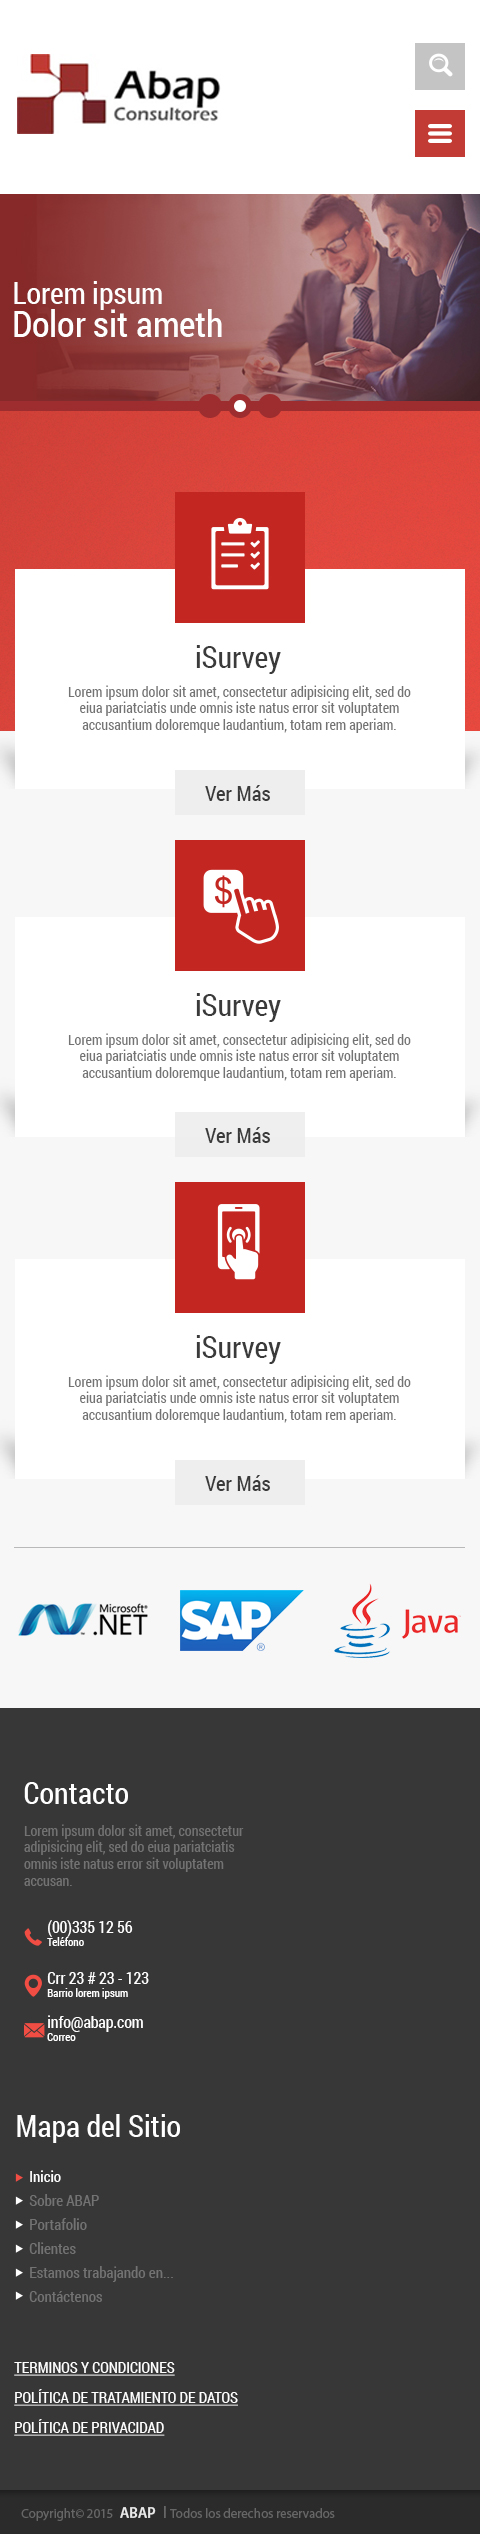 Abap
Consultores
Lorem ipsum
Dolor sit ameth
iSurvey
Lorem ipsum dolor sit amet, consectetur adipisicing elit, sed do
eiua pariatciatis unde omnis iste natus error sit voluptatem
accusantium doloremque laudantium, totam rem aperiam.
Ver Más
$
iSurvey
Lorem ipsum dolor sit amet, consectetur adipisicing elit, sed do
eiua pariatciatis unde omnis iste natus error sit voluptatem
accusantium doloremque laudantium, totam rem aperiam.
Ver Más
iSurvey
Lorem ipsum dolor sit amet, consectetur adipisicing elit, sed do
eiua pariatciatis unde omnis iste natus error sit voluptatem
accusantium doloremque laudantium, totam rem aperiam.
Ver Más
Microsoft®
.NET
SAP®
Java
Contacto
Lorem ipsum dolor sit amet, consectetur
adipisicing elit, sed do eiua pariatciatis
omnis iste natus error sit voluptatem
accusan.
(00)335 12 56
Teléfono
Crr 23 # 23 - 123
Barrio lorem ipsum
info@abap.com
Correo
Mapa del Sitio
Inicio
Sobre ABAP
Portafolio
Clientes
Estamos trabajando en...
Contáctenos
TERMINOS Y CONDICIONES
POLÍTICA DE TRATAMIENTO DE DATOS
POLÍTICA DE PRIVACIDAD
Copyright© 2015 ABAP | Todos los derechos reservados